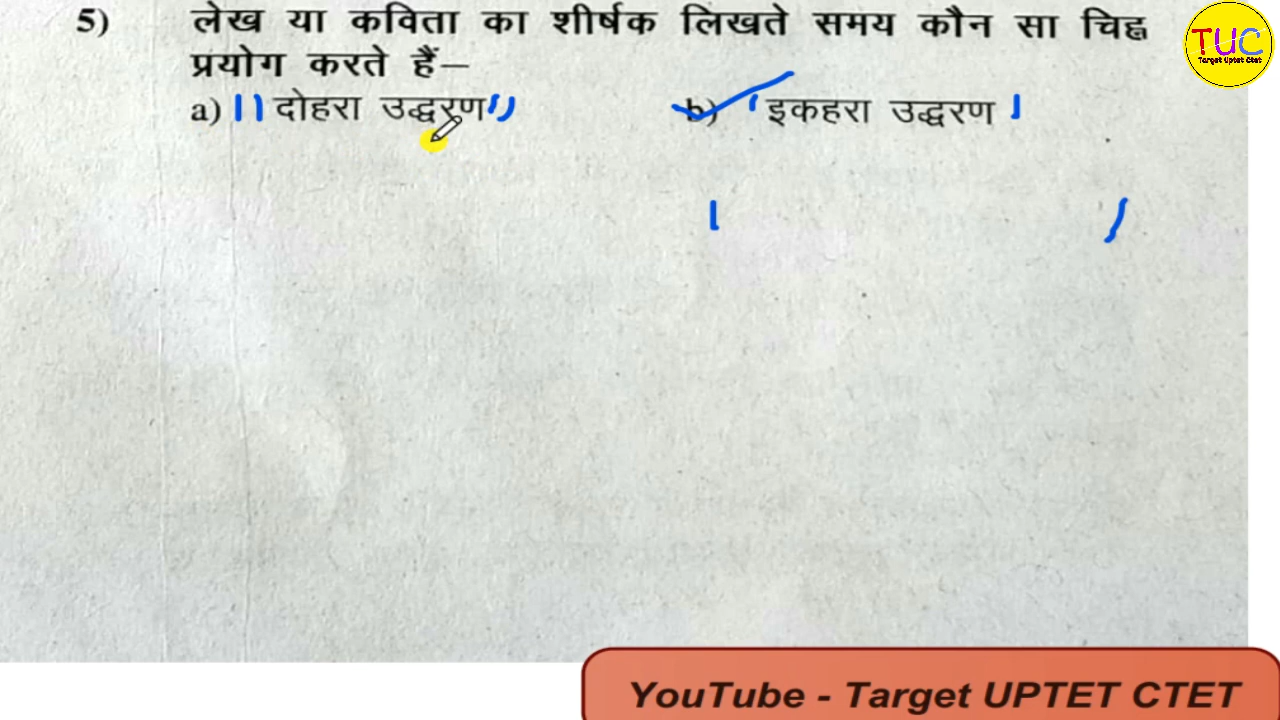 5) लेख या कविता का शीर्षक लिखते समय कौन सा चिह्न
प्रयोग करते हैं–
a) " दोहरा उद्धरण" b) ' इकहरा उद्धरण '
' '
TUC
Target Uptet Ctet
YouTube - Target UPTET CTET